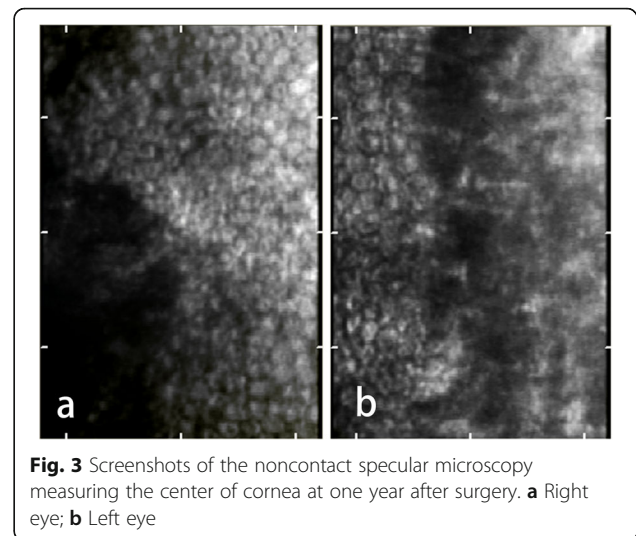 a
b
Fig. 3 Screenshots of the noncontact specular microscopy
measuring the center of cornea at one year after surgery. a Right
eye; b Left eye